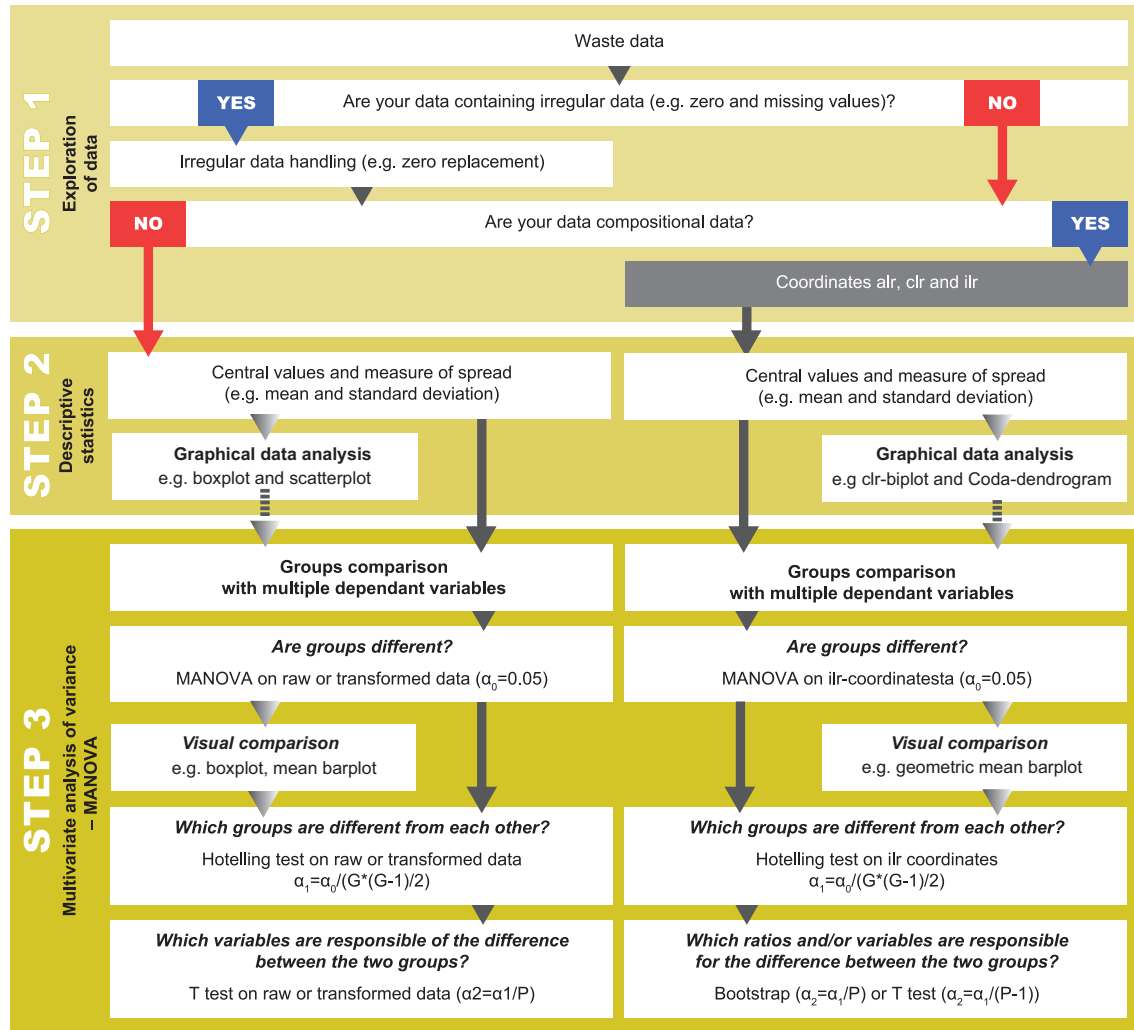 STEP 1
Exploration
of data
Waste data
YES
Are your data containing irregular data (e.g. zero and missing values)?
NO
Irregular data handling (e.g. zero replacement)
NO
Are your data compositional data?
YES
Coordinates alr, clr and ilr
STEP 2
Descriptive
statistics
Central values and measure of spread
(e.g. mean and standard deviation)
Graphical data analysis
e.g. boxplot and scatterplot
Central values and measure of spread
(e.g. mean and standard deviation)
Graphical data analysis
e.g clr-biplot and Coda-dendrogram
STEP 3
Multivariate analysis of variance
– MANOVA
Groups comparison
with multiple dependant variables
Are groups different?
MANOVA on raw or transformed data (α₀=0.05)
Visual comparison
e.g. boxplot, mean barplot
Which groups are different from each other?
Hotelling test on raw or transformed data
α₁=α₀/(G*(G-1)/2)
Which variables are responsible of the difference
between the two groups?
T test on raw or transformed data (α2=α1/P)
Groups comparison
with multiple dependant variables
Are groups different?
MANOVA on ilr-coordinatesta (α₀=0.05)
Visual comparison
e.g. geometric mean barplot
Which groups are different from each other?
Hotelling test on ilr coordinates
α₁=α₀/(G*(G-1)/2)
Which ratios and/or variables are responsible
for the difference between the two groups?
Bootstrap (α₂=α₁/P) or T test (α₂=α₁/(P-1))